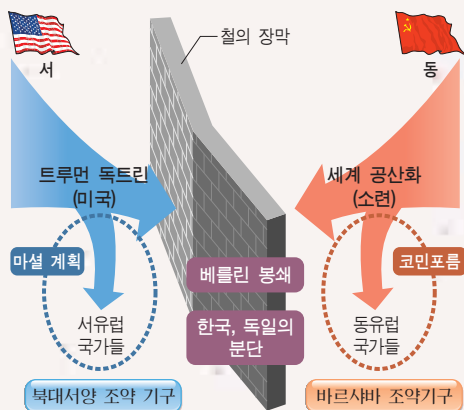 철의 장막
서
동
트루먼 독트린
(미국)
세계 공산화
(소련)
마셜 계획
베를린 봉쇄
코민포름
서유럽
국가들
한국, 독일의
분단
동유럽
국가들
북대서양 조약 기구
바르샤바 조약기구